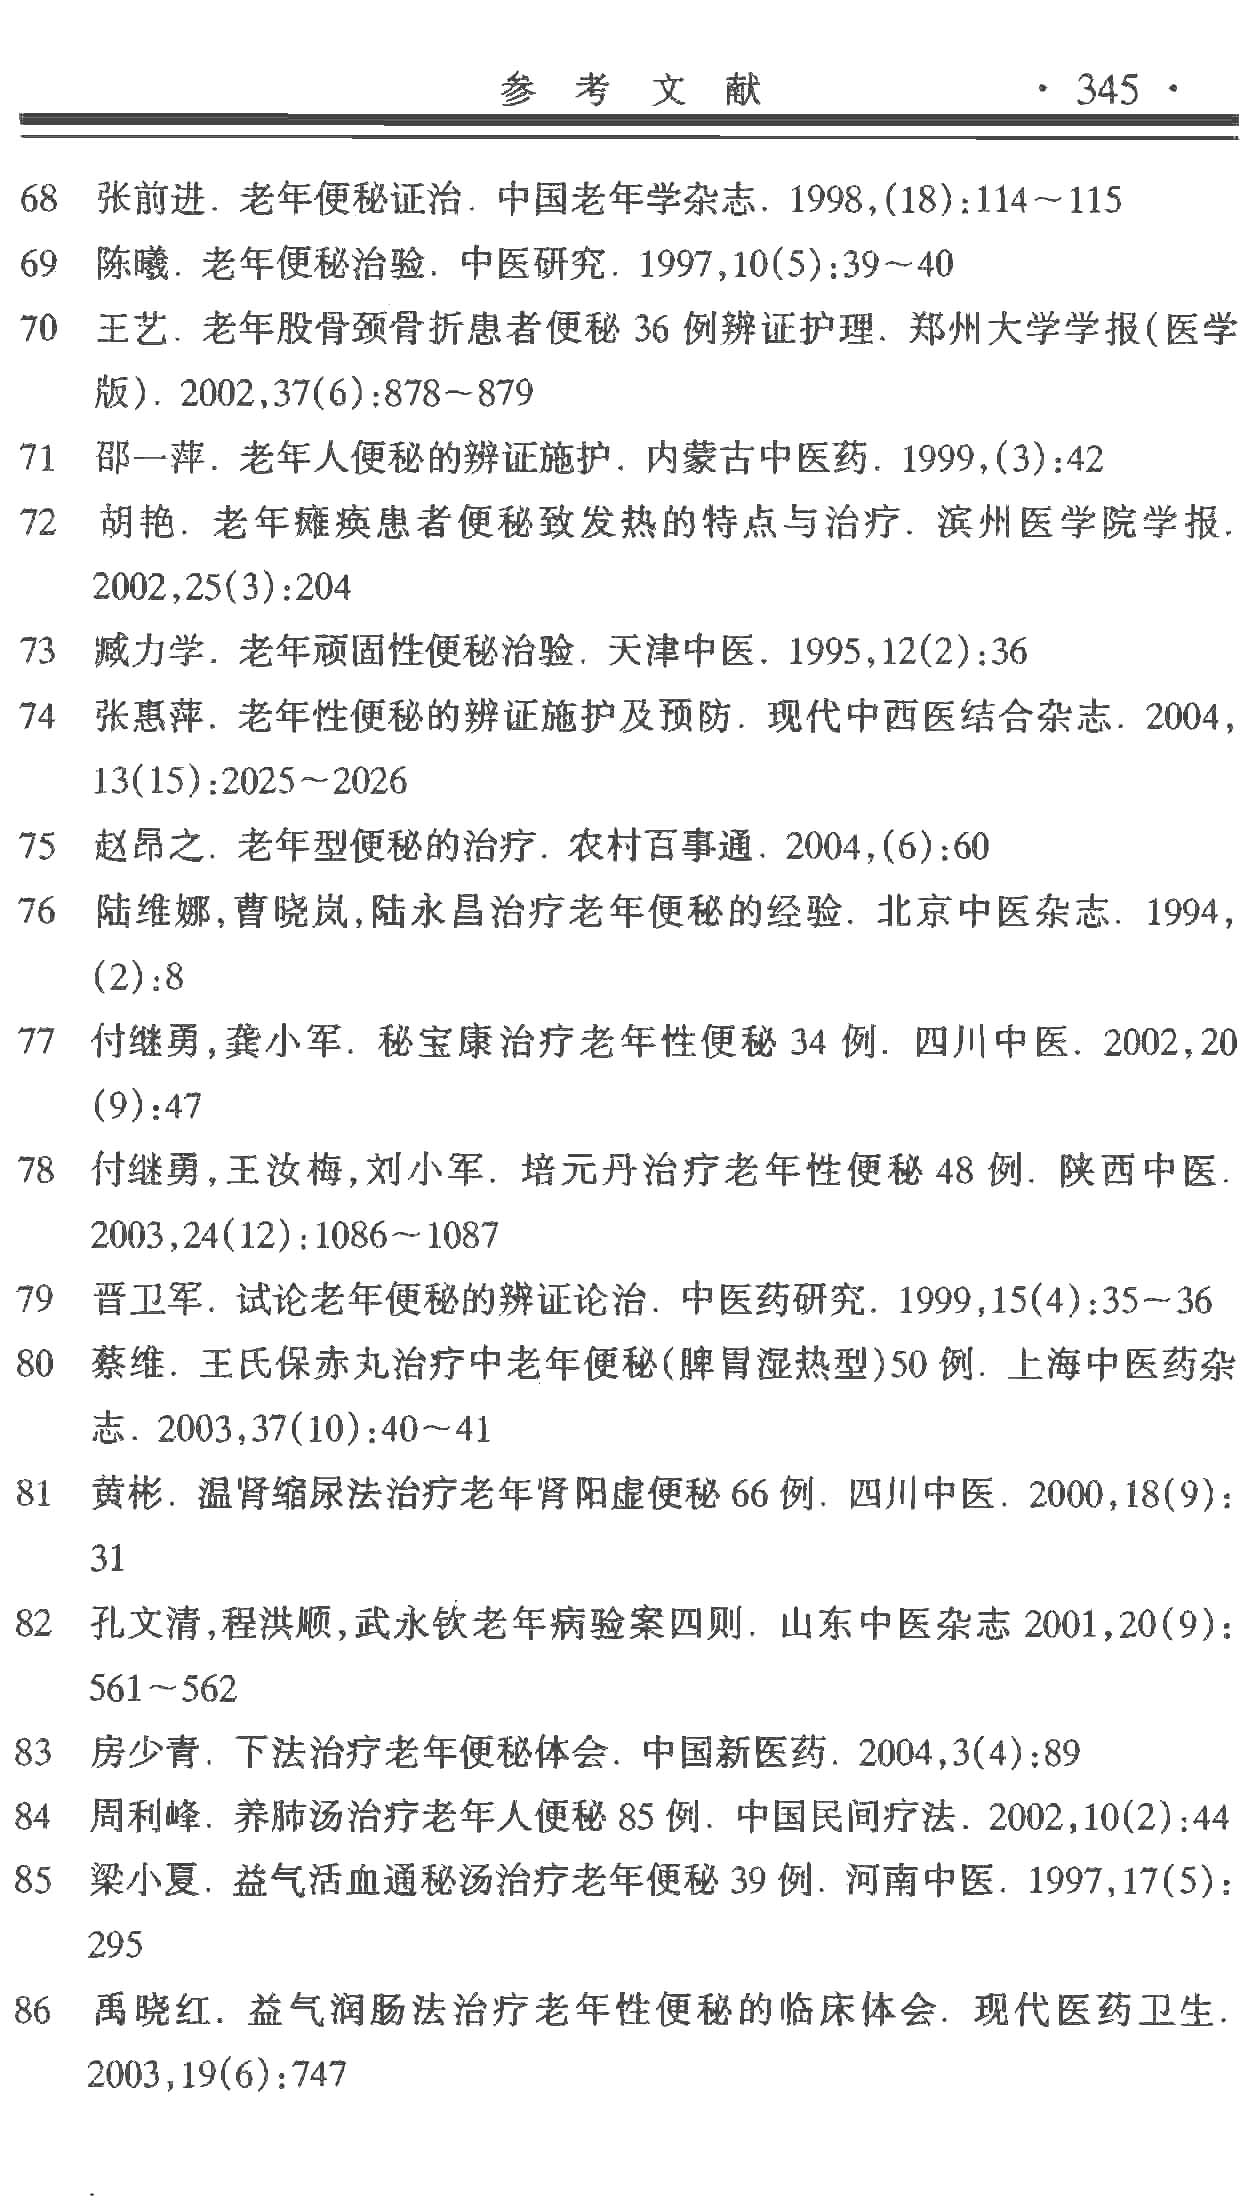 参 考 文 献 · 345 ·
68 张前进. 老年便秘证治. 中国老年学杂志. 1998,(18):114～115
69 陈曦. 老年便秘治验. 中医研究. 1997,10(5):39～40
70 王艺. 老年股骨颈骨折患者便秘 36 例辨证护理. 郑州大学学报(医学
版). 2002,37(6):878～879
71 邵一萍. 老年人便秘的辨证施护. 内蒙古中医药. 1999,(3):42
72 胡艳. 老年瘫痪患者便秘致发热的特点与治疗. 滨州医学院学报.
2002,25(3):204
73 臧力学. 老年顽固性便秘治验. 天津中医. 1995,12(2):36
74 张惠萍. 老年性便秘的辨证施护及预防. 现代中西医结合杂志. 2004,
13(15):2025～2026
75 赵昂之. 老年型便秘的治疗. 农村百事通. 2004,(6):60
76 陆维娜,曹晓岚,陆永昌治疗老年便秘的经验. 北京中医杂志. 1994,
(2):8
77 付继勇,龚小军. 秘宝康治疗老年性便秘 34 例. 四川中医. 2002,20
(9):47
78 付继勇,王汝梅,刘小军. 培元丹治疗老年性便秘 48 例. 陕西中医.
2003,24(12):1086～1087
79 晋卫军. 试论老年便秘的辨证论治. 中医药研究. 1999,15(4):35～36
80 蔡维. 王氏保赤丸治疗中老年便秘(脾胃湿热型)50 例. 上海中医药杂
志. 2003,37(10):40～41
81 黄彬. 温肾缩尿法治疗老年肾阳虚便秘 66 例. 四川中医. 2000,18(9):
31
82 孔文清,程洪顺,武永钦老年病验案四则. 山东中医杂志 2001,20(9):
561～562
83 房少青. 下法治疗老年便秘体会. 中国新医药. 2004,3(4):89
84 周利峰. 养肺汤治疗老年人便秘 85 例. 中国民间疗法. 2002,10(2):44
85 梁小夏. 益气活血通秘汤治疗老年便秘 39 例. 河南中医. 1997,17(5):
295
86 禹晓红. 益气润肠法治疗老年性便秘的临床体会. 现代医药卫生.
2003,19(6):747